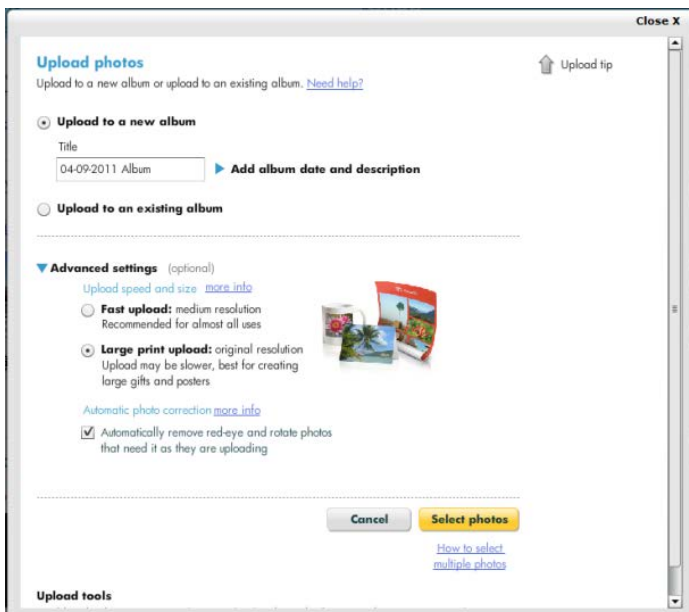 Close X
Upload photos
Upload tip
Upload to a new album or upload to an existing album. Need help?
Upload to a new album
Title
04-09-2011 Album
Add album date and description
Upload to an existing album
Advanced settings (optional)
Upload speed and size more info
Fast upload: medium resolution
Recommended for almost all uses
Large print upload: original resolution
Upload may be slower, best for creating
large gifts and posters
Automatic photo correction more info
Automatically remove red-eye and rotate photos
that need it as they are uploading
Cancel
Select photos
How to select
multiple photos
Upload tools